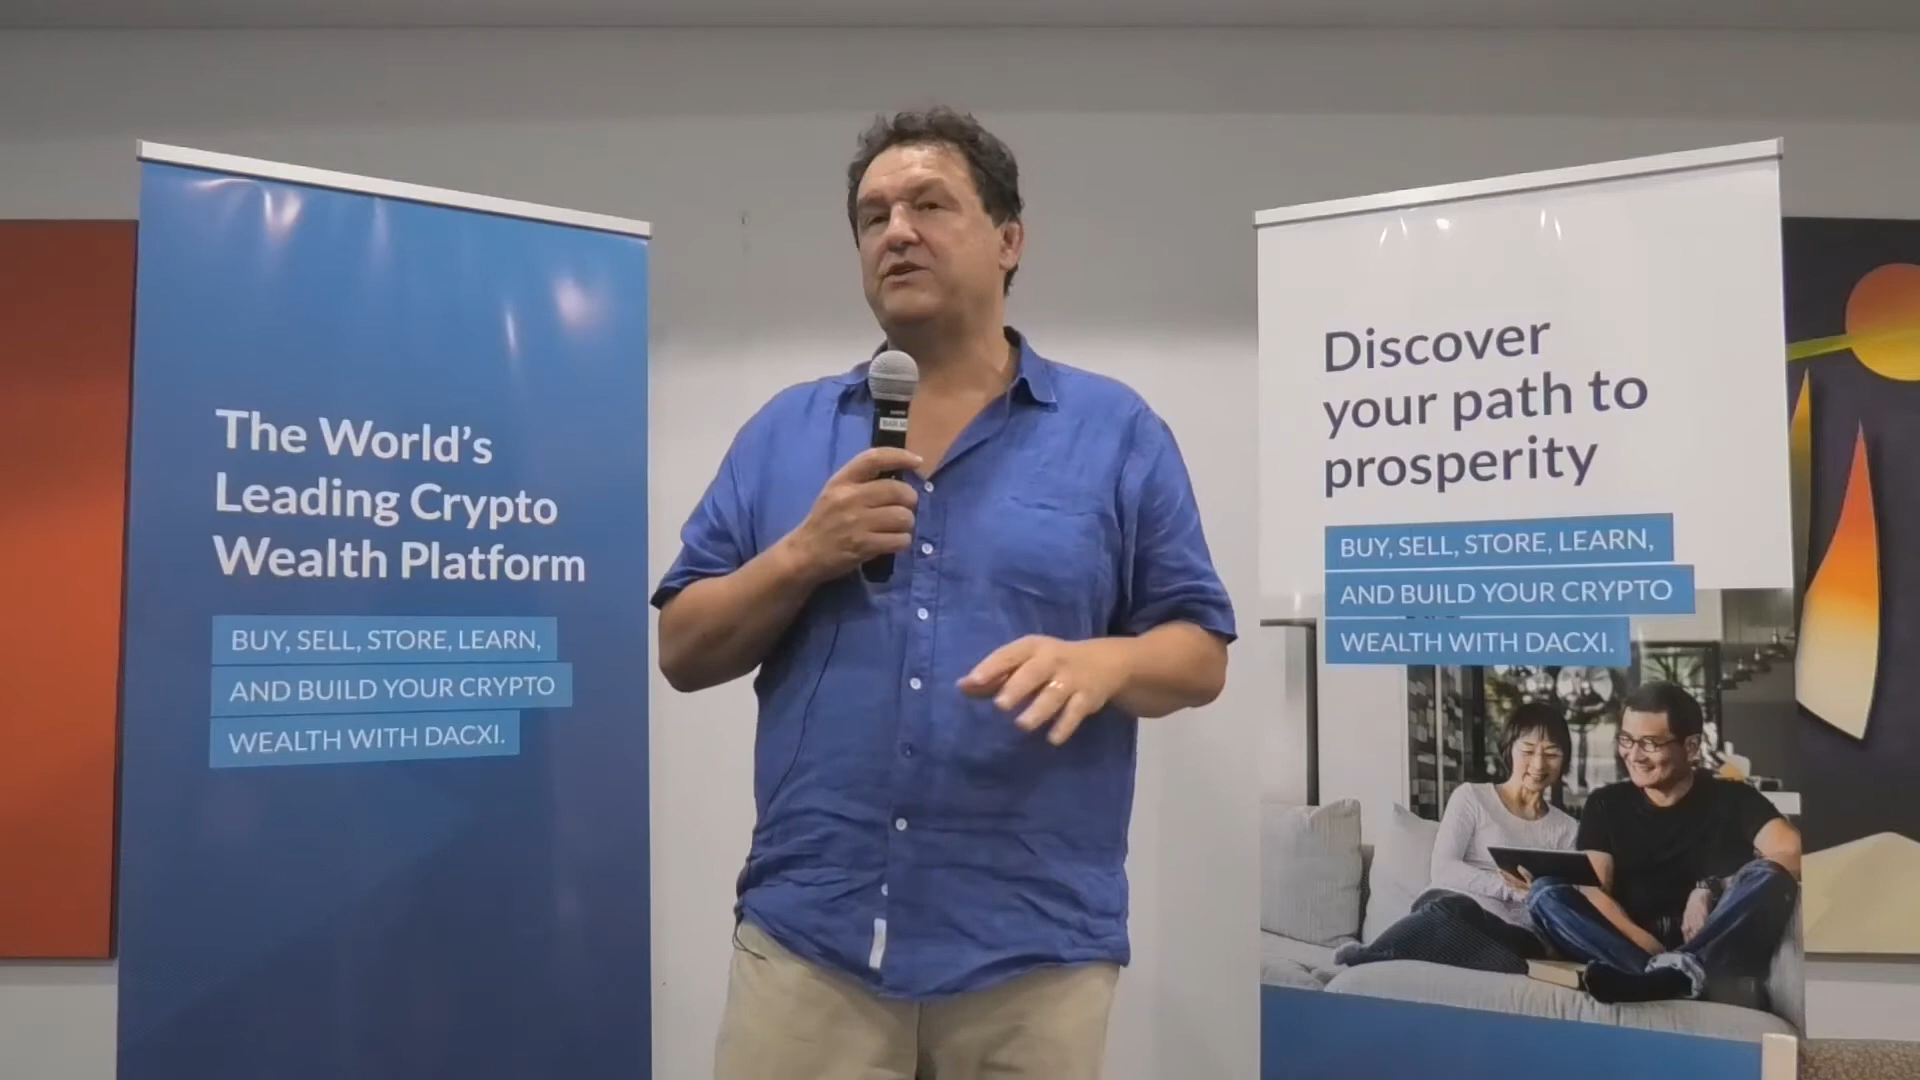 The World's
Leading Crypto
Wealth Platform
BUY, SELL, STORE, LEARN,
AND BUILD YOUR CRYPTO
WEALTH WITH DACXI.
Discover
your path to
prosperity
BUY, SELL, STORE, LEARN,
AND BUILD YOUR CRYPTO
WEALTH WITH DACXI.